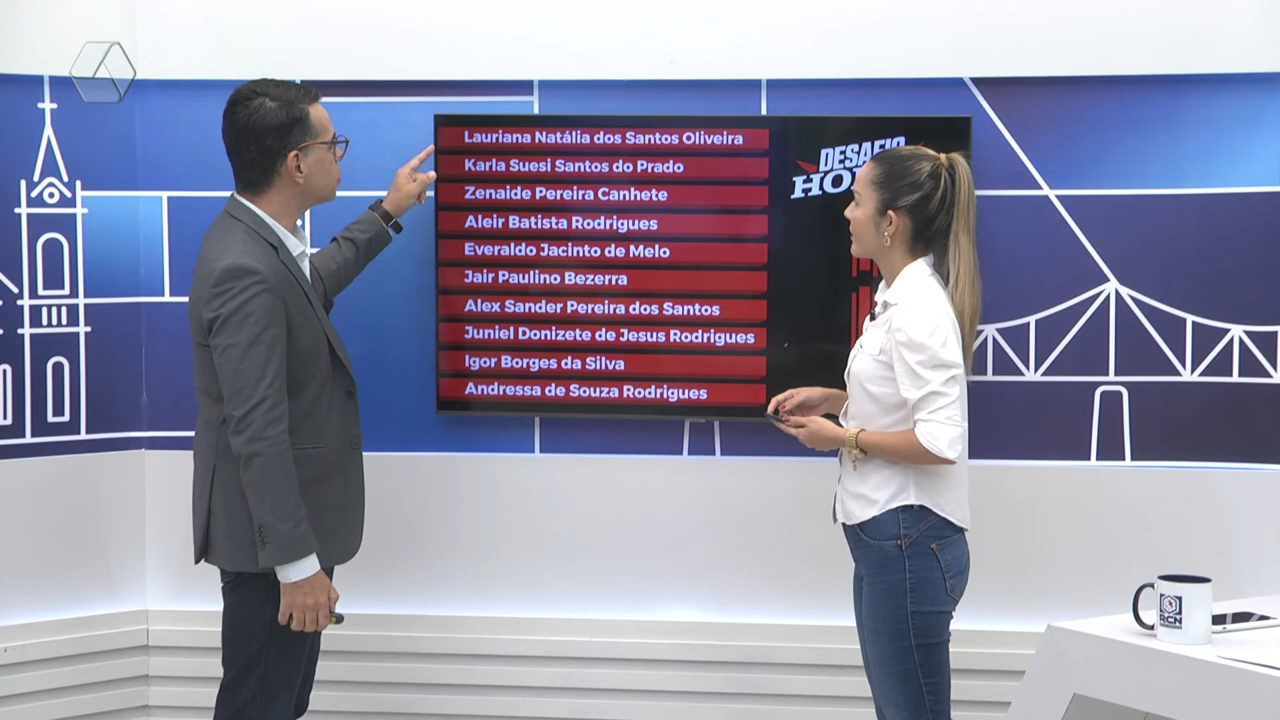 Lauriana Natália dos Santos Oliveira
Karla Suesi Santos do Prado
Zenaide Pereira Canhete
Aleir Batista Rodrigues
Everaldo Jacinto de Melo
Jair Paulino Bezerra
Alex Sander Pereira dos Santos
Juniel Donizete de Jesus Rodrigues
Igor Borges da Silva
Andressa de Souza Rodrigues
DESAFIO
RCN